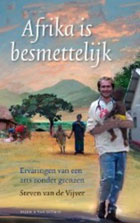 Afrika is
besmettelijk
Ervaringen van een
arts zonder grenzen
Steven van de Vijver